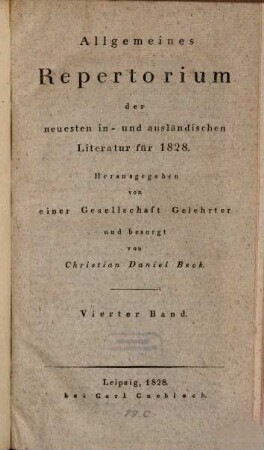 Allgemeines
Repertorium
der
neuesten in- und ausländischen
Literatur für 1828.
Herausgegeben
von
einer Gesellschaft Gelehrter
und besorgt
von
Christian Daniel Beck.
Vierter Band.
Leipzig, 1828.
bei Carl Cnobloch.